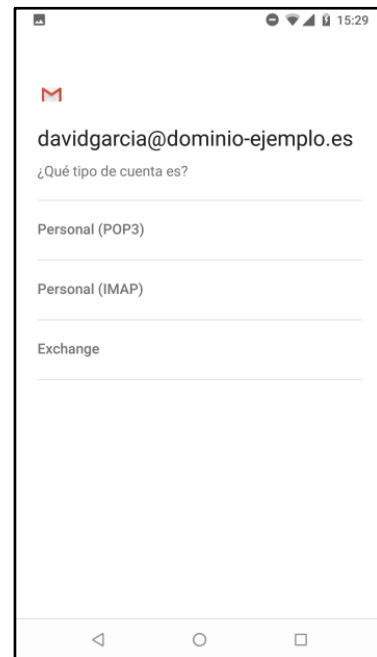 15:29
davidgarcia@dominio-ejemplo.es
¿Qué tipo de cuenta es?
Personal (POP3)
Personal (IMAP)
Exchange